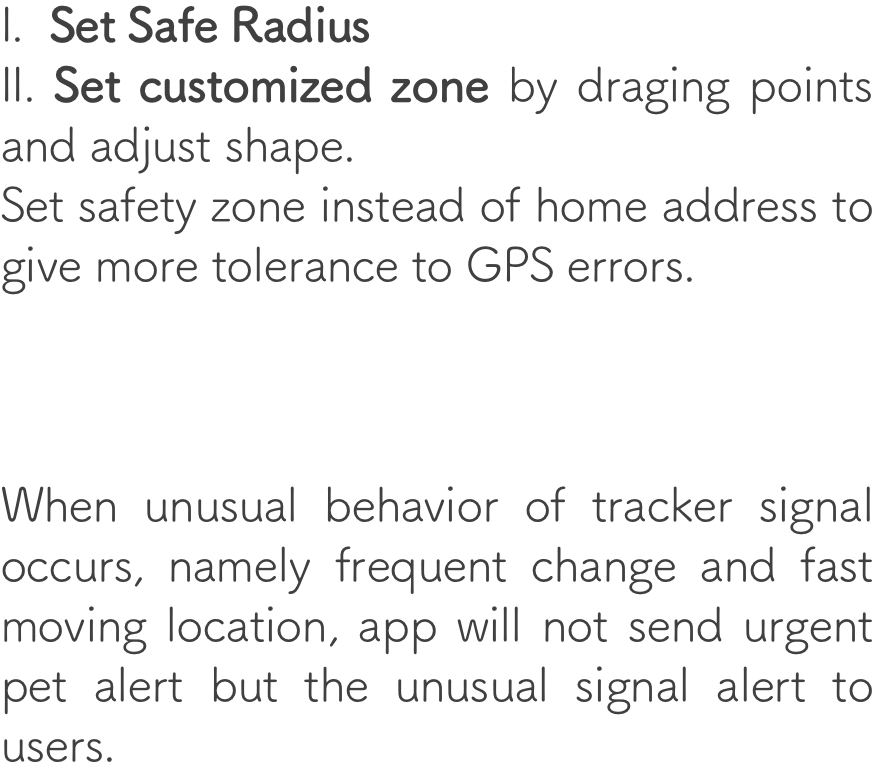 I. Set Safe Radius
II. Set customized zone by draging points
and adjust shape.
Set safety zone instead of home address to
give more tolerance to GPS errors.
When unusual behavior of tracker signal
occurs, namely frequent change and fast
moving location, app will not send urgent
pet alert but the unusual signal alert to
users.